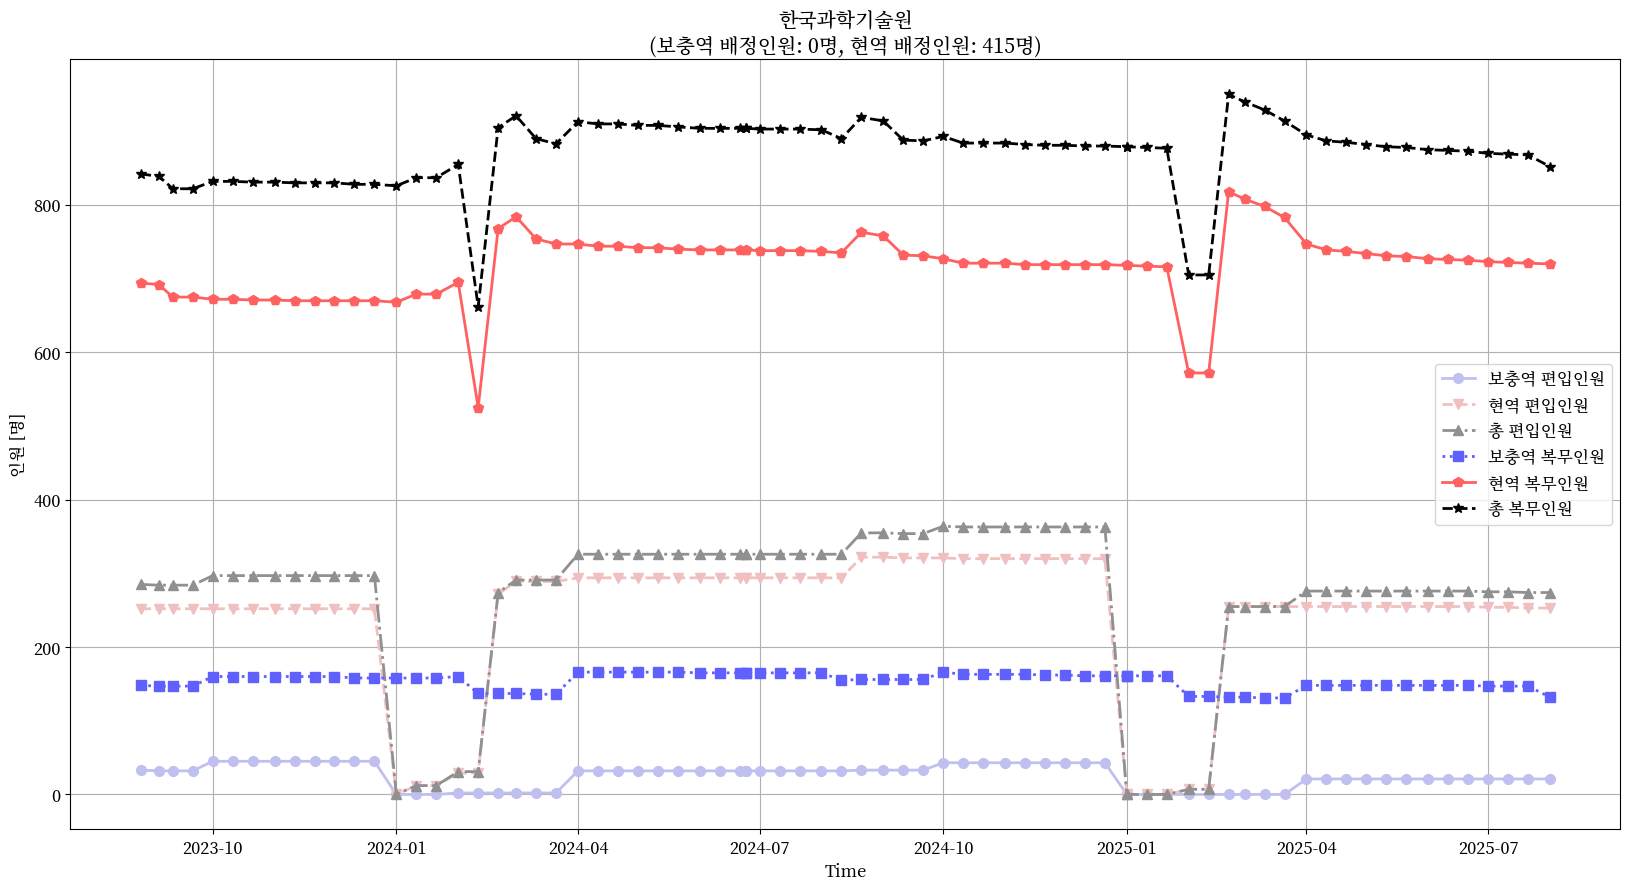 한국과학기술원
(보충역 배정인원: 0명, 현역 배정인원: 415명)
인원 [명]
800
600
400
200
0
보충역 편입인원
현역 편입인원
총 편입인원
보충역 복무인원
현역 복무인원
총 복무인원
2023-10
2024-01
2024-04
2024-07
2024-10
2025-01
2025-04
2025-07
Time